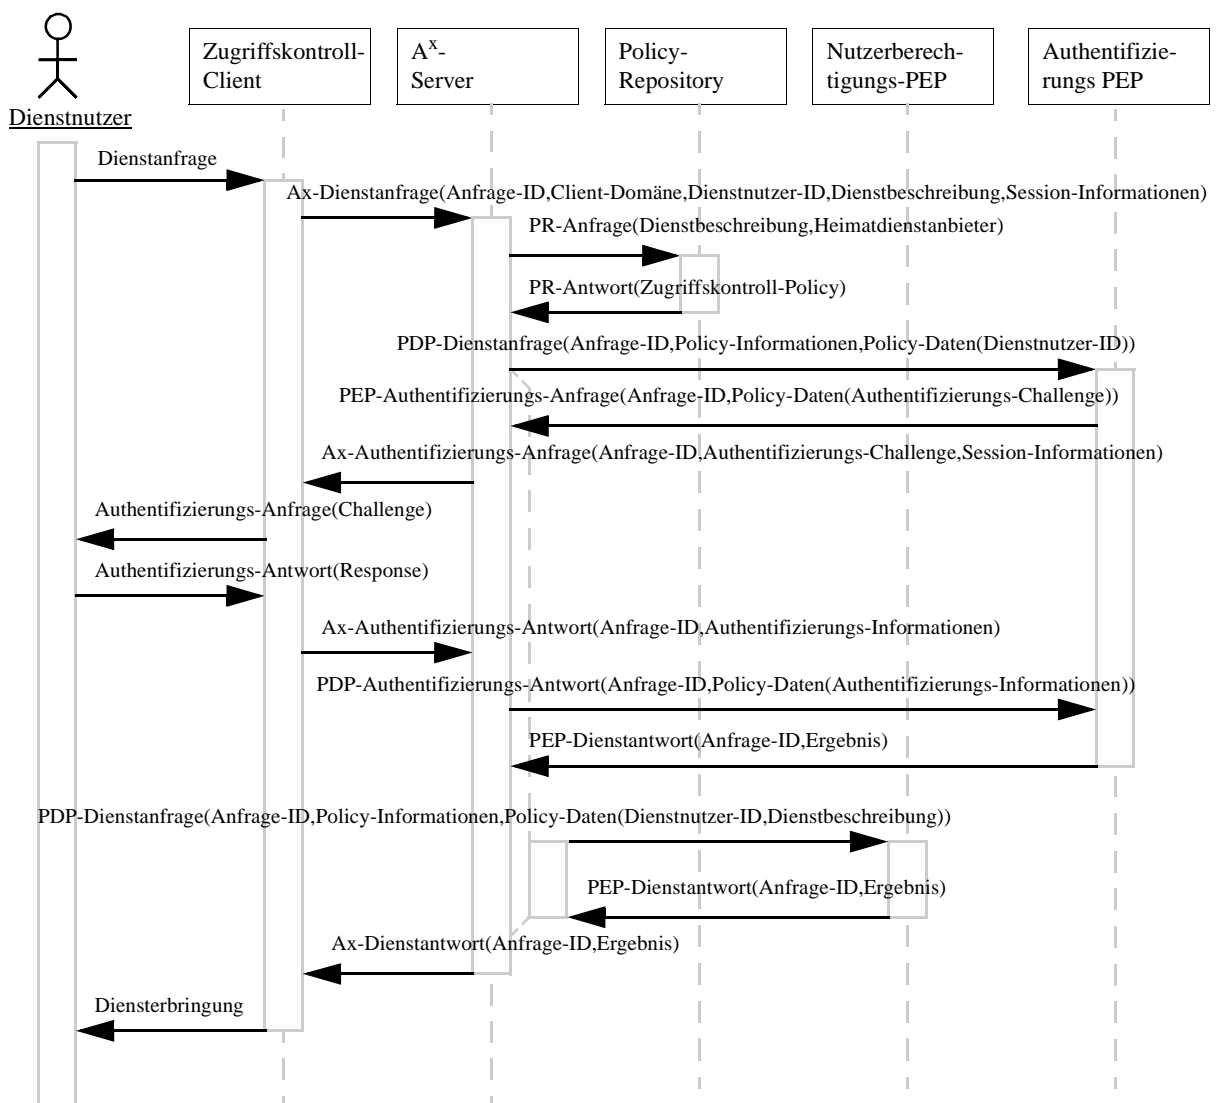 Zugriffskontroll-
Client
Ax-
Server
Policy-
Repository
Nutzerberech-
tigungs-PEP
Authentifizie-
rungs PEP
Dienstnutzer
Dienstanfrage
Ax-Dienstanfrage(Anfrage-ID,Client-Domäne,Dienstnutzer-ID,Dienstbeschreibung,Session-Informationen)
PR-Anfrage(Dienstbeschreibung,Heimatdienstanbieter)
PR-Antwort(Zugriffskontroll-Policy)
PDP-Dienstanfrage(Anfrage-ID,Policy-Informationen,Policy-Daten(Dienstnutzer-ID))
PEP-Authentifizierungs-Anfrage(Anfrage-ID,Policy-Daten(Authentifizierungs-Challenge))
Ax-Authentifizierungs-Anfrage(Anfrage-ID,Authentifizierungs-Challenge,Session-Informationen)
Authentifizierungs-Anfrage(Challenge)
Authentifizierungs-Antwort(Response)
Ax-Authentifizierungs-Antwort(Anfrage-ID,Authentifizierungs-Informationen)
PDP-Authentifizierungs-Antwort(Anfrage-ID,Policy-Daten(Authentifizierungs-Informationen))
PEP-Dienstantwort(Anfrage-ID,Ergebnis)
PDP-Dienstanfrage(Anfrage-ID,Policy-Informationen,Policy-Daten(Dienstnutzer-ID,Dienstbeschreibung))
PEP-Dienstantwort(Anfrage-ID,Ergebnis)
Ax-Dienstantwort(Anfrage-ID,Ergebnis)
Diensterbringung